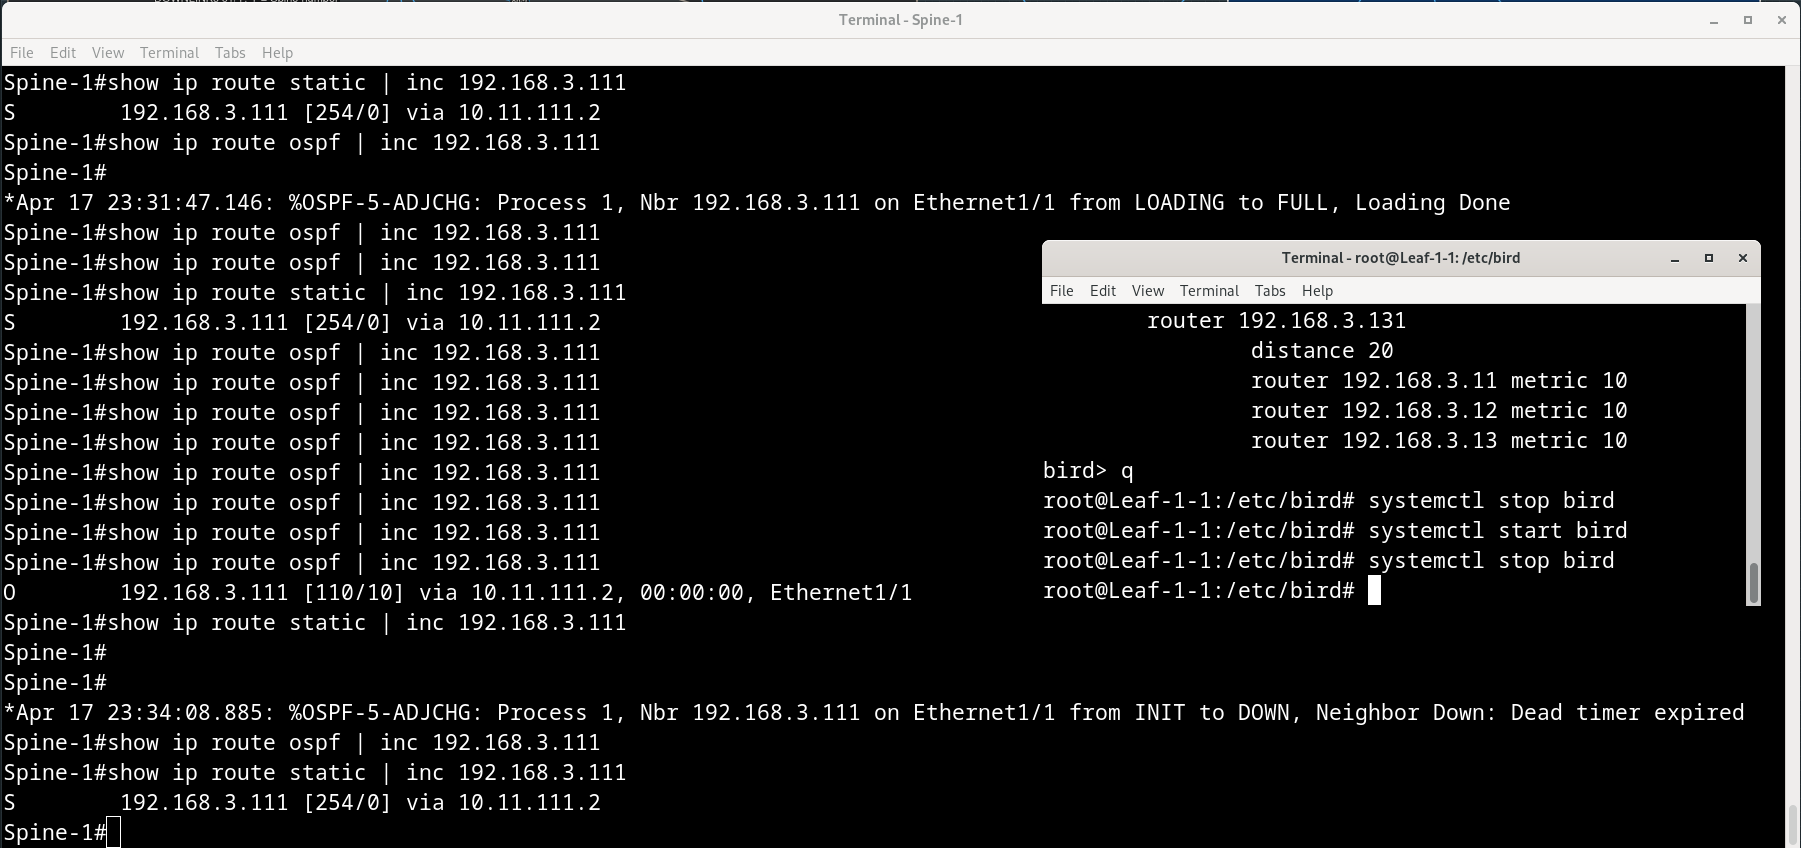 Terminal - Spine-1
File Edit View Terminal Tabs Help
Spine-1#show ip route static | inc 192.168.3.111
S        192.168.3.111 [254/0] via 10.11.111.2
Spine-1#show ip route ospf | inc 192.168.3.111
Spine-1#
*Apr 17 23:31:47.146: %OSPF-5-ADJCHG: Process 1, Nbr 192.168.3.111 on Ethernet1/1 from LOADING to FULL, Loading Done
Spine-1#show ip route ospf | inc 192.168.3.111
Spine-1#show ip route ospf | inc 192.168.3.111
Spine-1#show ip route static | inc 192.168.3.111
S        192.168.3.111 [254/0] via 10.11.111.2
Spine-1#show ip route ospf | inc 192.168.3.111
Spine-1#show ip route ospf | inc 192.168.3.111
Spine-1#show ip route ospf | inc 192.168.3.111
Spine-1#show ip route ospf | inc 192.168.3.111
Spine-1#show ip route ospf | inc 192.168.3.111
Spine-1#show ip route ospf | inc 192.168.3.111
Spine-1#show ip route ospf | inc 192.168.3.111
Spine-1#show ip route ospf | inc 192.168.3.111
O        192.168.3.111 [110/10] via 10.11.111.2, 00:00:00, Ethernet1/1
Spine-1#show ip route static | inc 192.168.3.111
Spine-1#
Spine-1#
*Apr 17 23:34:08.885: %OSPF-5-ADJCHG: Process 1, Nbr 192.168.3.111 on Ethernet1/1 from INIT to DOWN, Neighbor Down: Dead timer expired
Spine-1#show ip route ospf | inc 192.168.3.111
Spine-1#show ip route static | inc 192.168.3.111
S        192.168.3.111 [254/0] via 10.11.111.2
Spine-1#
Terminal - root@Leaf-1-1: /etc/bird
File Edit View Terminal Tabs Help
        router 192.168.3.131
                distance 20
                router 192.168.3.11 metric 10
                router 192.168.3.12 metric 10
                router 192.168.3.13 metric 10
bird> q
root@Leaf-1-1:/etc/bird# systemctl stop bird
root@Leaf-1-1:/etc/bird# systemctl start bird
root@Leaf-1-1:/etc/bird# systemctl stop bird
root@Leaf-1-1:/etc/bird#